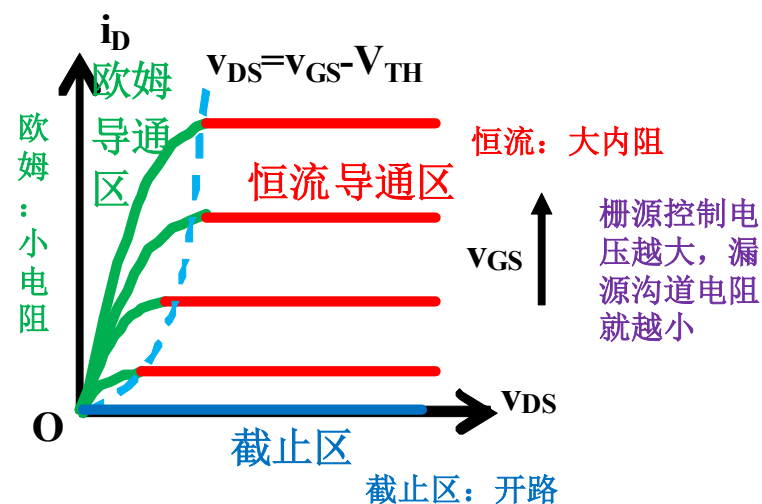 iD
vDS=vGS-VTH
欧姆
导通
区
欧
姆
：
小
电
阻
恒流：大内阻
恒流导通区
栅源控制电
压越大，漏
源沟道电阻
就越小
vGS
O
vDS
截止区
截止区：开路